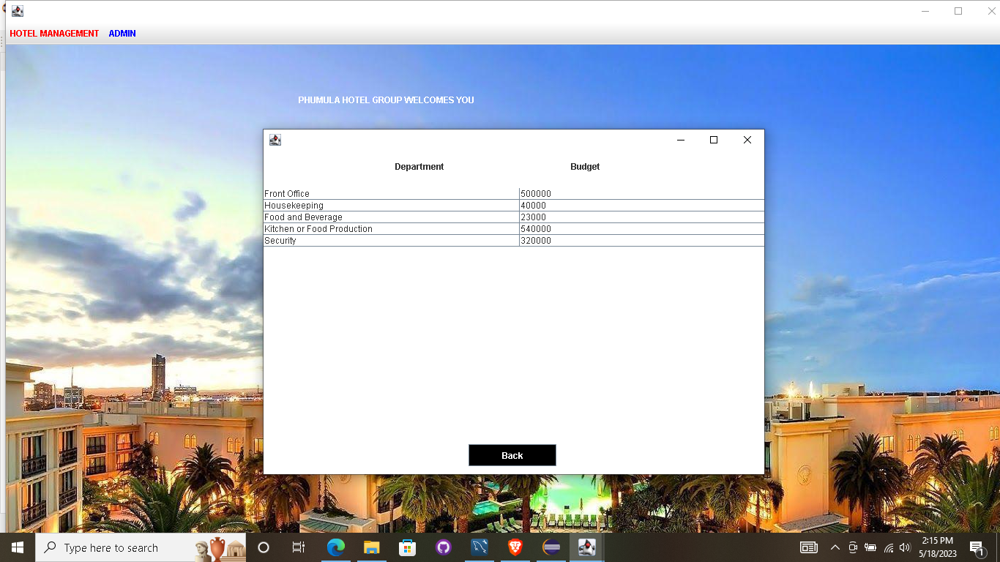 HOTEL MANAGEMENT ADMIN
PHUMULA HOTEL GROUP WELCOMES YOU
Department Budget
Front Office 500000
Housekeeping 40000
Food and Beverage 23000
Kitchen or Food Production 540000
Security 320000
Back
Type here to search
2:15 PM
5/18/2023
1